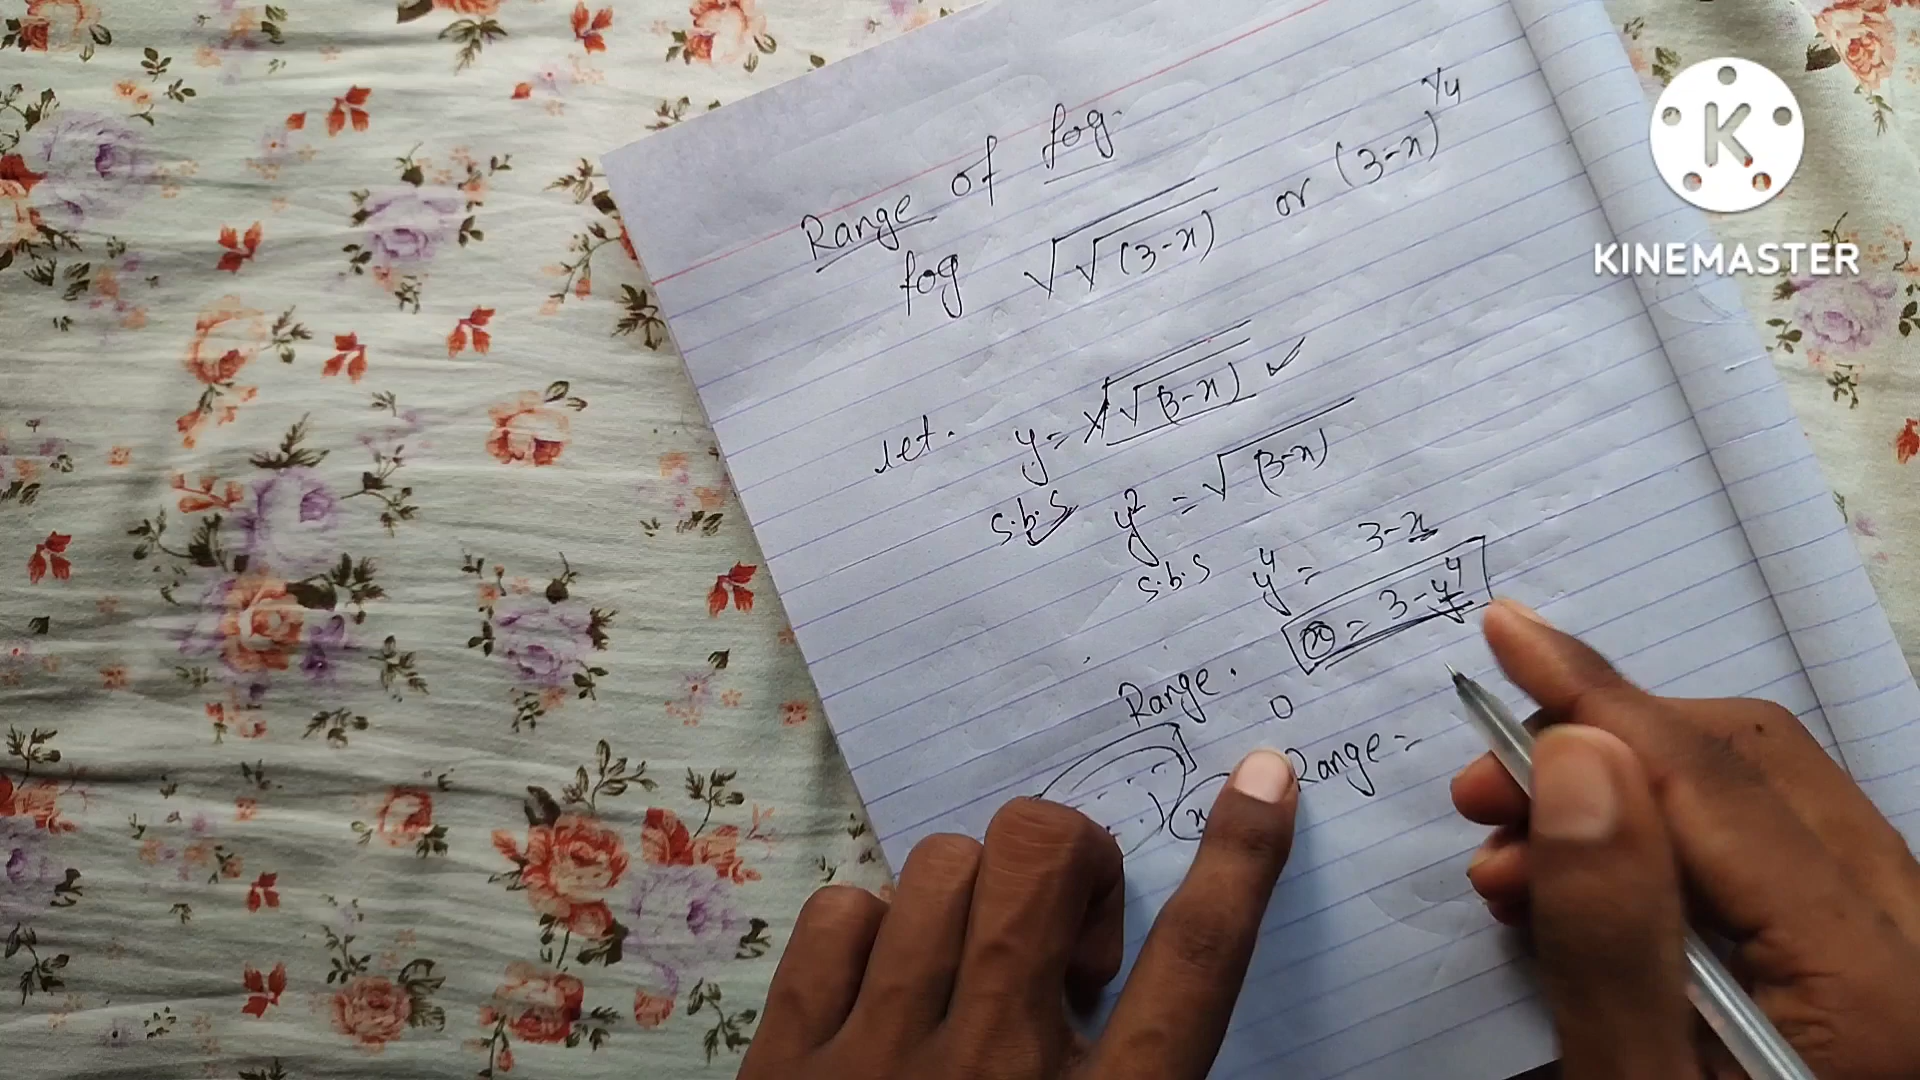 Range of fog.
fog √√(3-x) or (3-x)^1/4
let. y = √√(3-x) ✓
S.b.S y² = √(3-x)
S.b.S y⁴ = 3-x
x = 3-y⁴
Range.
0
Range =
x
K
KINEMASTER